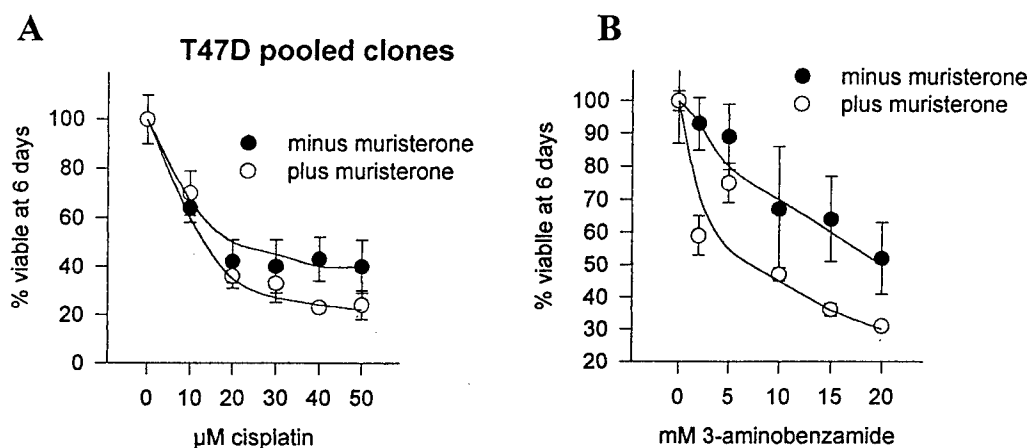 A
T47D pooled clones
minus muristerone
plus muristerone
% viable at 6 days
100
80
60
40
20
0
0 10 20 30 40 50
µM cisplatin
B
minus muristerone
plus muristerone
% viablle at 6 days
100
90
80
70
60
50
40
30
20
0 5 10 15 20
mM 3-aminobenzamide